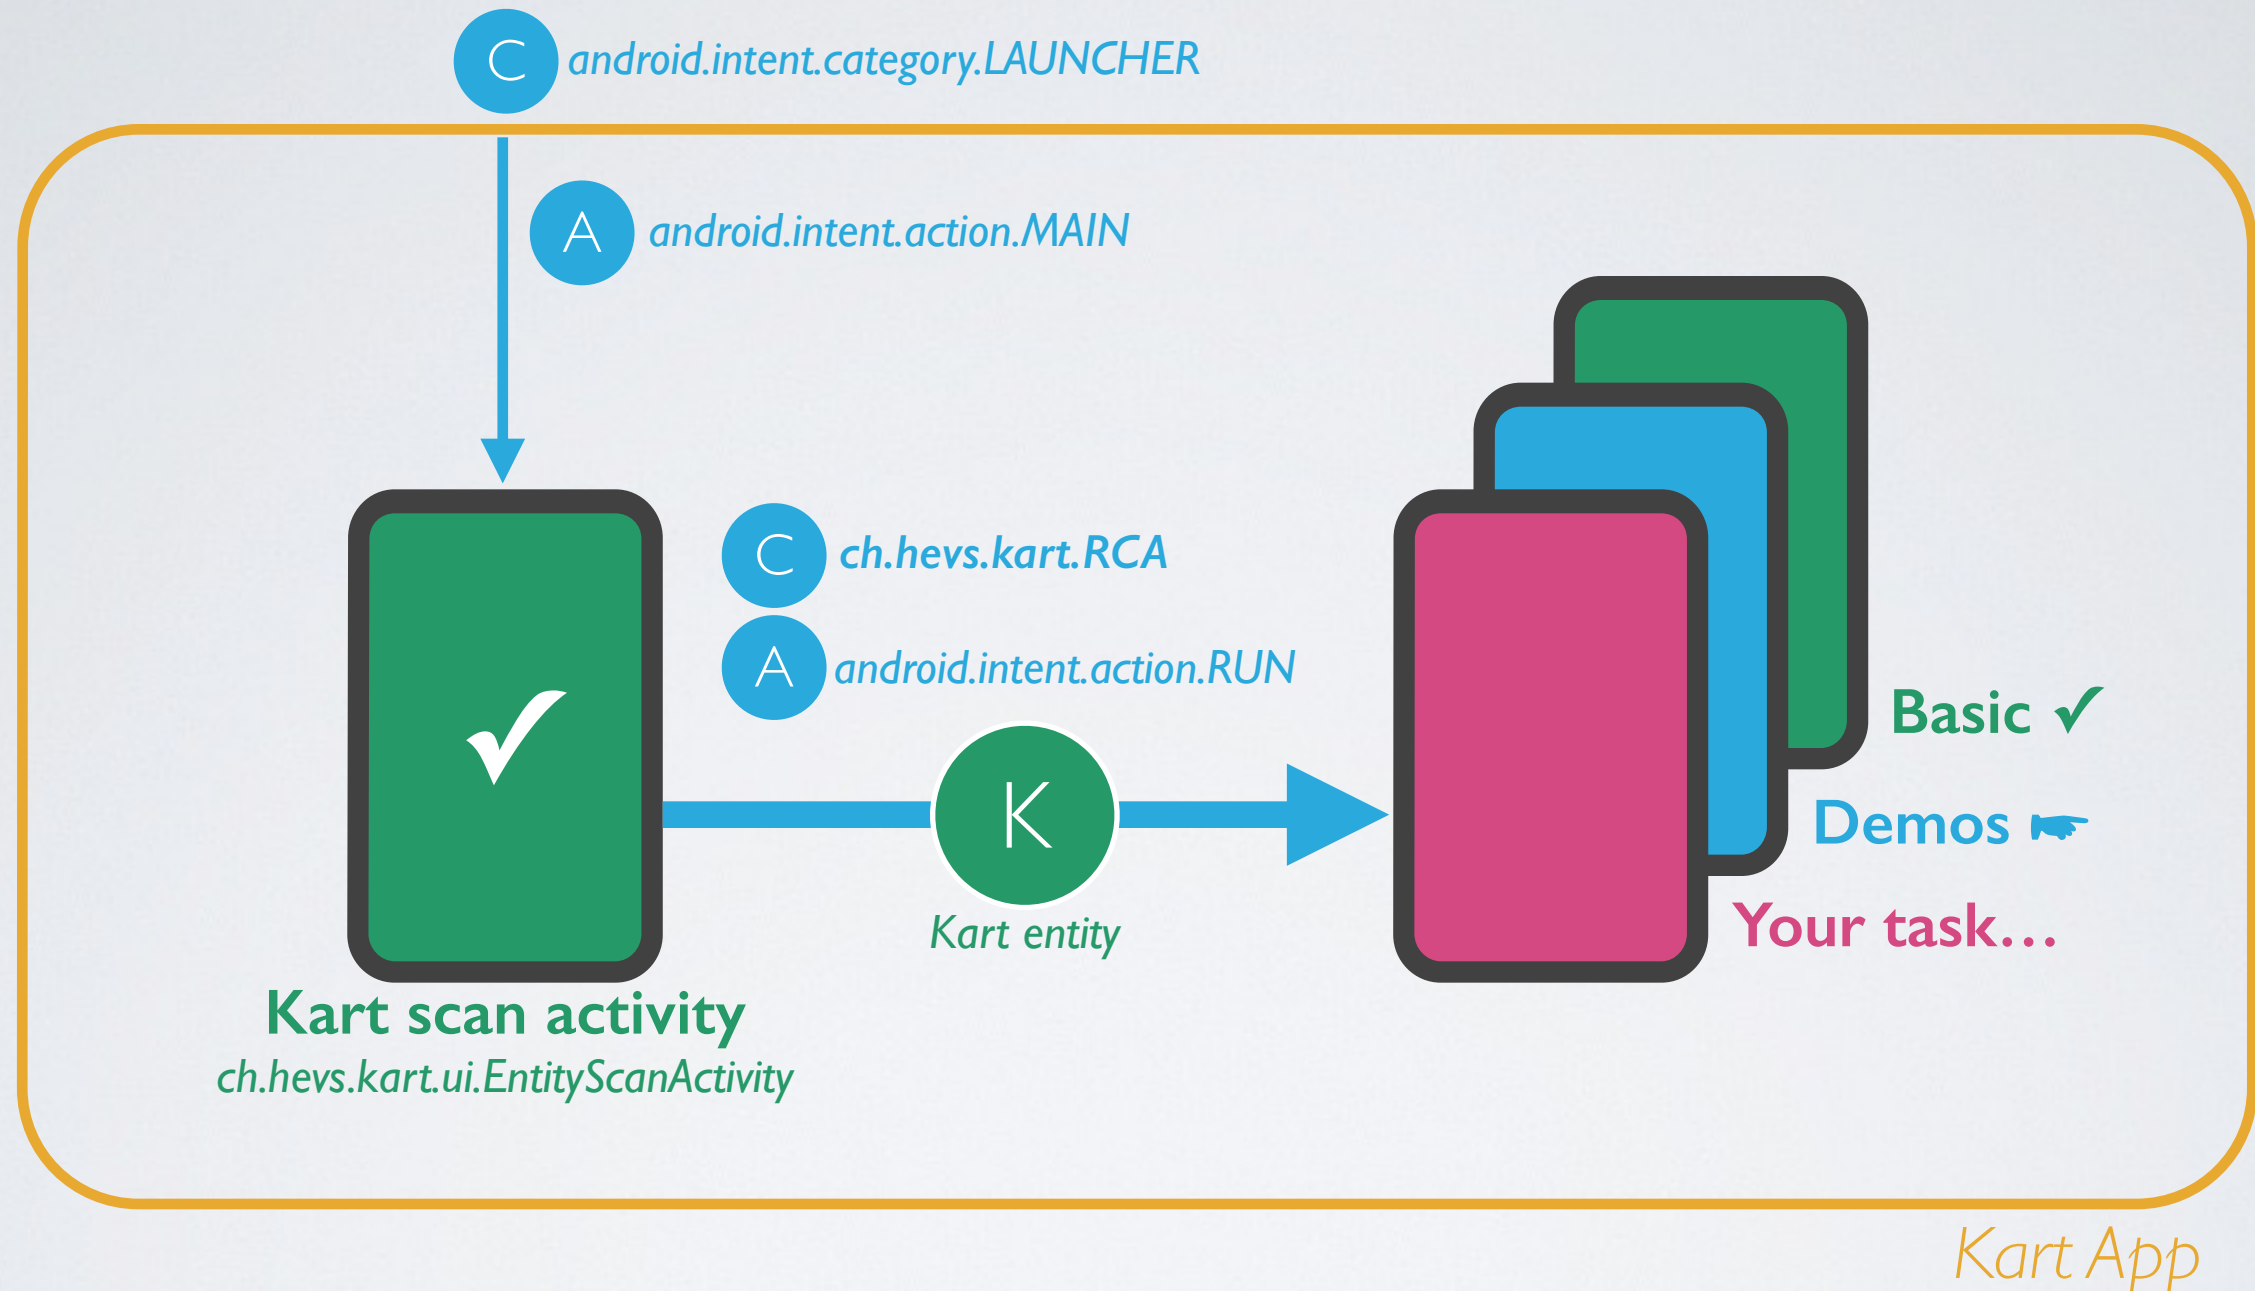 C android.intent.category.LAUNCHER
A android.intent.action.MAIN
C ch.hevs.kart.RCA
A android.intent.action.RUN
K
Kart entity
Kart scan activity
ch.hevs.kart.ui.EntityScanActivity
Basic ✓
Demos ☛
Your task…
Kart App